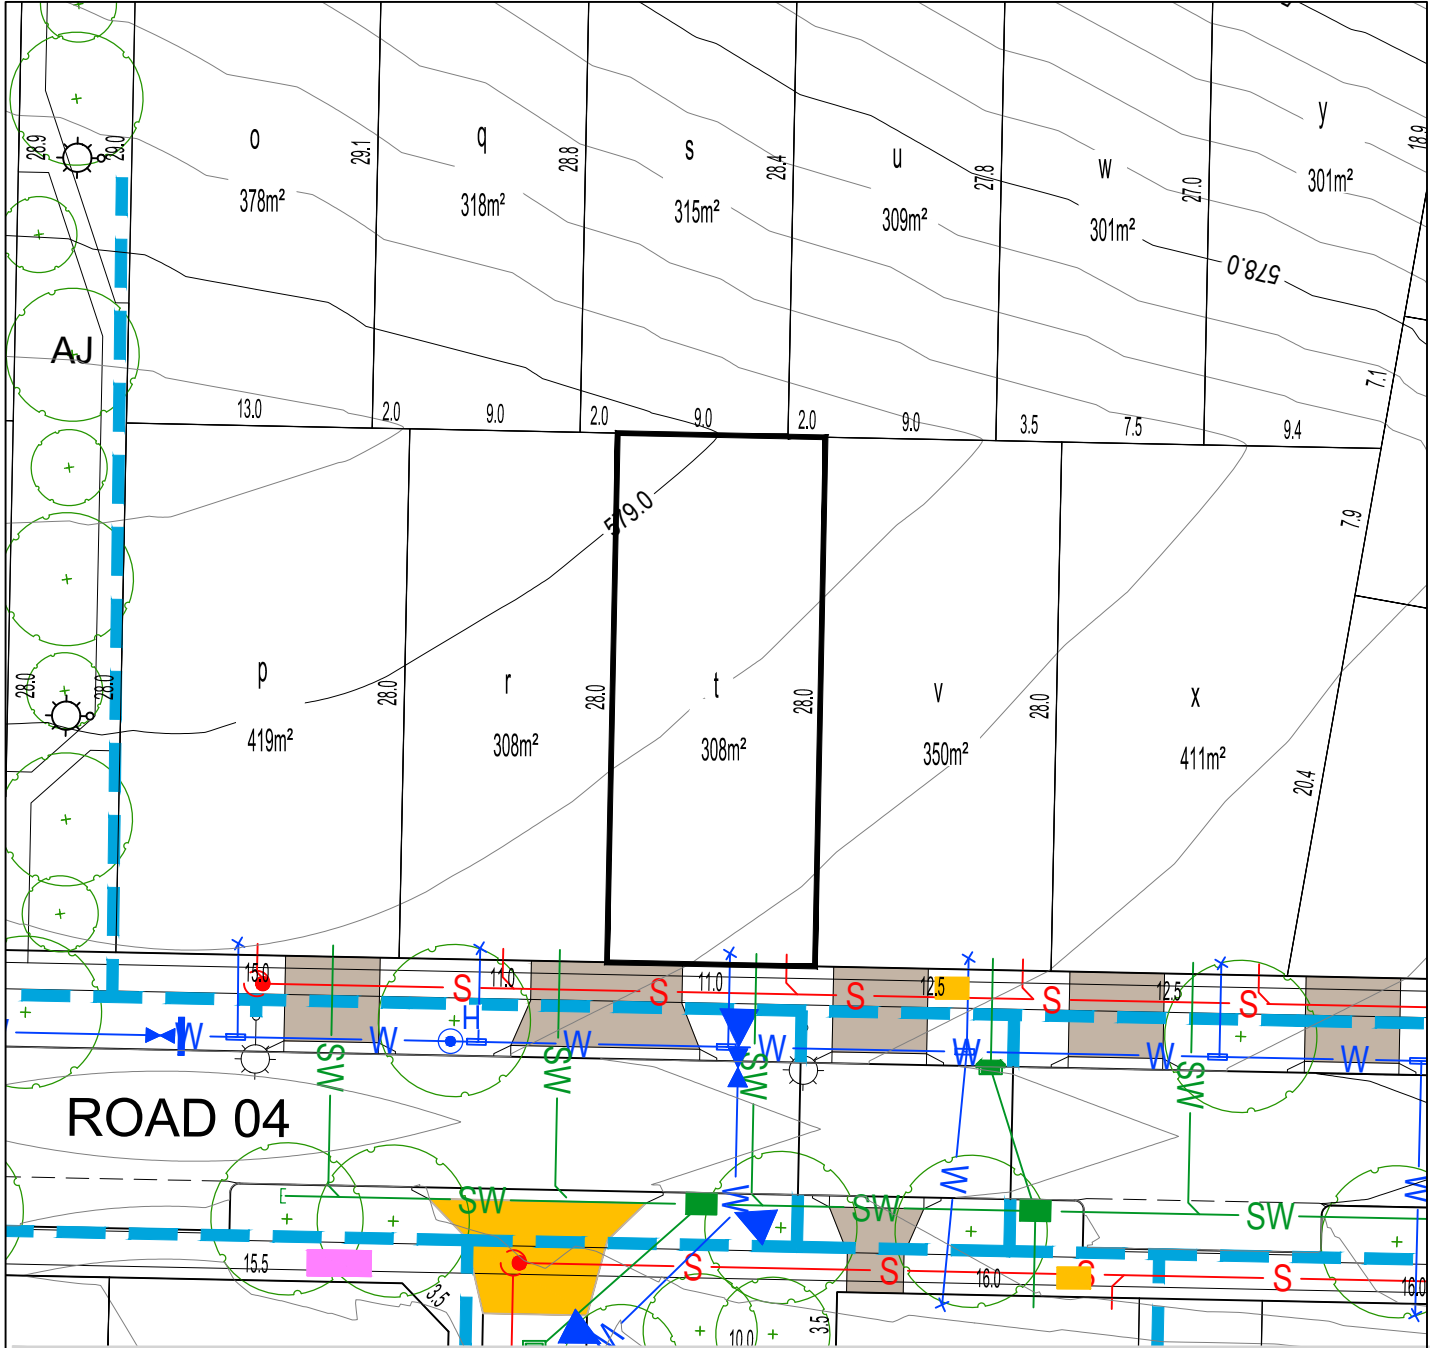 y
18.9
28.9
29.0
o
29.1
q
28.8
s
28.4
u
27.8
w
27.0
301m²
378m²
318m²
315m²
309m²
301m²
578.0
AJ
7.1
13.0
2.0
9.0
2.0
9.0
2.0
9.0
3.5
7.5
9.4
579.0
7.9
28.0
28.0
p
28.0
r
28.0
t
28.0
v
28.0
x
419m²
308m²
308m²
350m²
411m²
20.4
15.0
S
11.0
S
11.0
S
12.5
S
12.5
S
H
W
W
W
W
W
W
W
SW
SW
SW
SW
ROAD 04
W
W
W
SW
SW
SW
15.5
S
S
16.0
S
S
16.0
3.5
W
10.0
3.5